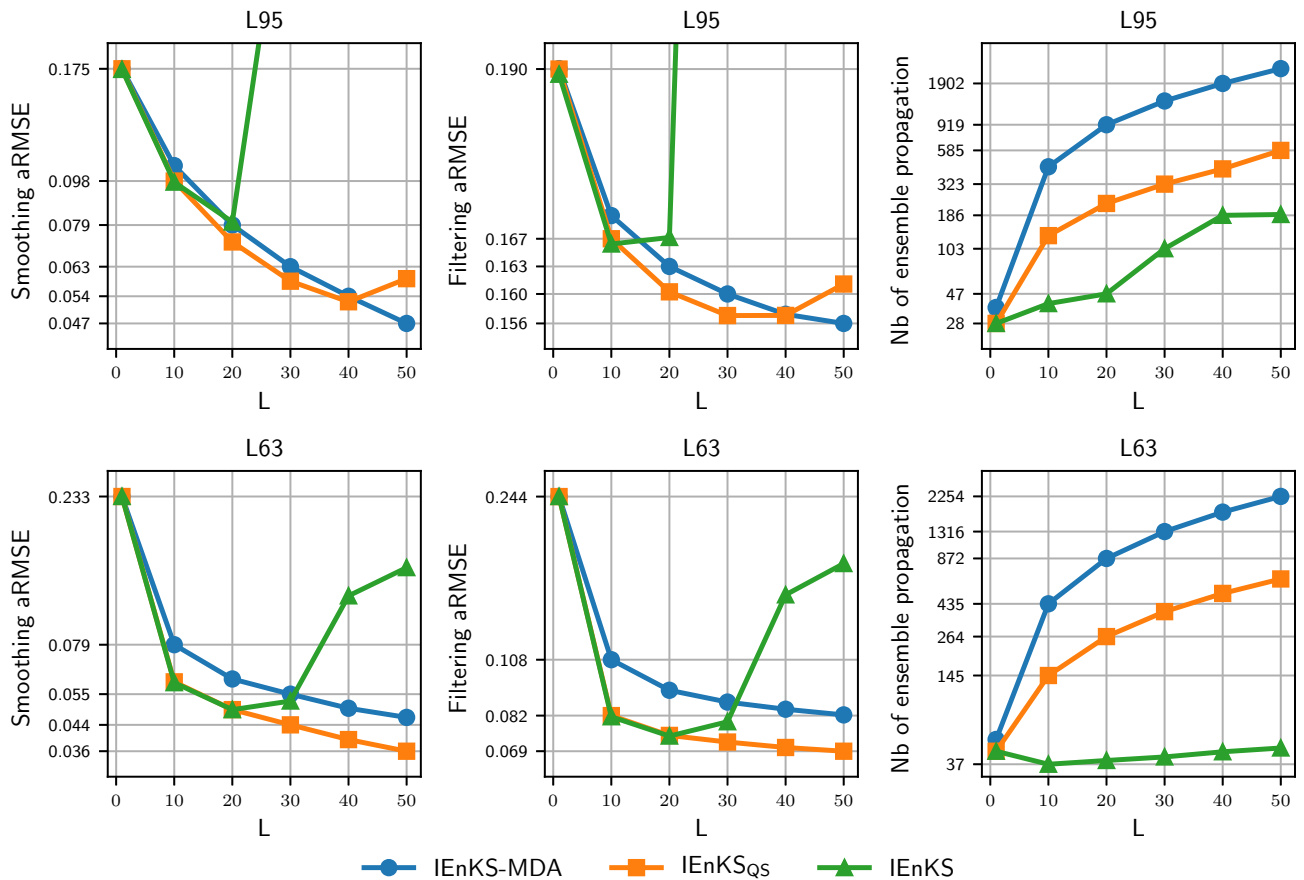 L95
Smoothing aRMSE
0.175
0.098
0.079
0.063
0.054
0.047
0 10 20 30 40 50
L
L95
Filtering aRMSE
0.190
0.167
0.163
0.160
0.156
0 10 20 30 40 50
L
L95
Nb of ensemble propagation
1902
919
585
323
186
103
47
28
0 10 20 30 40 50
L
L63
Smoothing aRMSE
0.233
0.079
0.055
0.044
0.036
0 10 20 30 40 50
L
L63
Filtering aRMSE
0.244
0.108
0.082
0.069
0 10 20 30 40 50
L
L63
Nb of ensemble propagation
2254
1316
872
435
264
145
37
0 10 20 30 40 50
L
IEnKS-MDA IEnKS_QS IEnKS